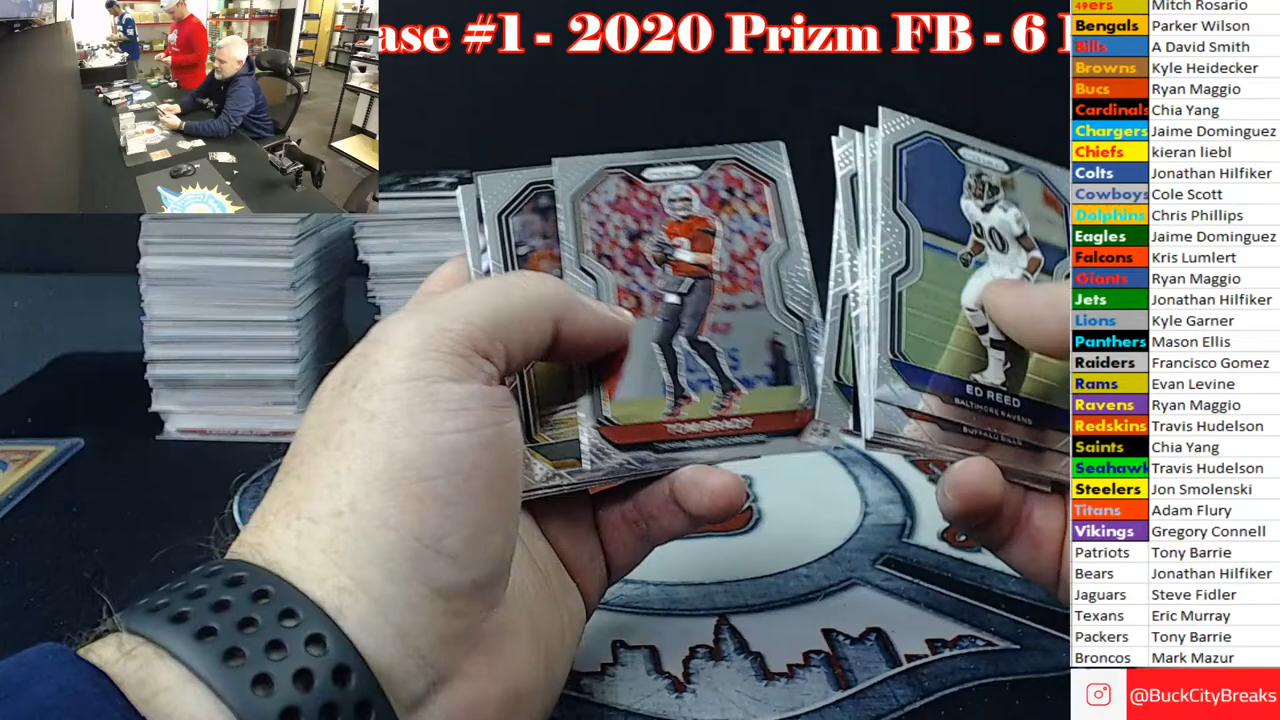 ase #1 - 2020 Prizm FB - 6
49ers Mitch Rosario
Bengals Parker Wilson
Bills A David Smith
Browns Kyle Heidecker
Bucs Ryan Maggio
Cardinals Chia Yang
Chargers Jaime Dominguez
Chiefs kieran liebl
Colts Jonathan Hilfiker
Cowboys Cole Scott
Dolphins Chris Phillips
Eagles Jaime Dominguez
Falcons Kris Lumlert
Giants Ryan Maggio
Jets Jonathan Hilfiker
Lions Kyle Garner
Panthers Mason Ellis
Raiders Francisco Gomez
Rams Evan Levine
Ravens Ryan Maggio
Redskins Travis Hudelson
Saints Chia Yang
Seahawk Travis Hudelson
Steelers Jon Smolenski
Titans Adam Flury
Vikings Gregory Connell
Patriots Tony Barrie
Bears Jonathan Hilfiker
Jaguars Steve Fidler
Texans Eric Murray
Packers Tony Barrie
Broncos Mark Mazur
@BuckCityBreaks
TOM BRADY
ED REED
BALTIMORE RAVENS
BUFFALO BILLS